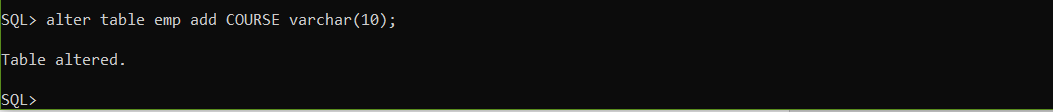 SQL> alter table emp add COURSE varchar(10);
Table altered.
SQL>